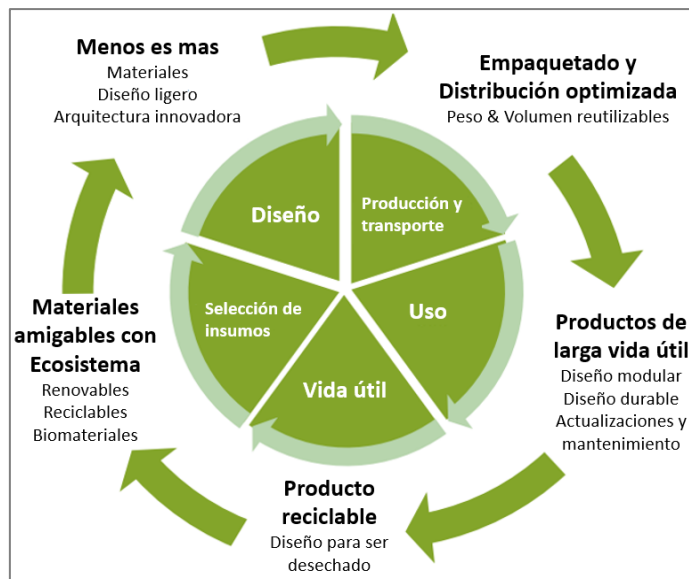 Menos es mas
Materiales
Diseño ligero
Arquitectura innovadora
Empaquetado y
Distribución optimizada
Peso & Volumen reutilizables
Diseño
Producción y
transporte
Selección de
insumos
Uso
Vida útil
Materiales
amigables con
Ecosistema
Renovables
Reciclables
Biomateriales
Productos de
larga vida útil
Diseño modular
Diseño durable
Actualizaciones y
mantenimiento
Producto
reciclable
Diseño para ser
desechado